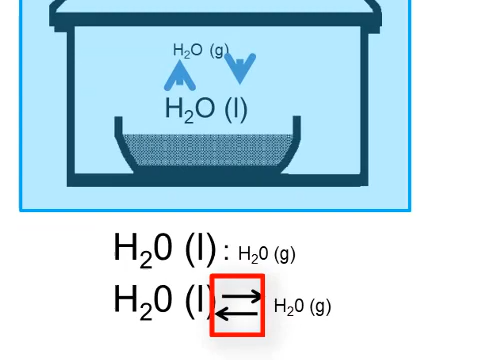 H₂O (g)
H₂O (l)
H₂0 (l) : H₂0 (g)
H₂0 (l) ⇄ H₂0 (g)